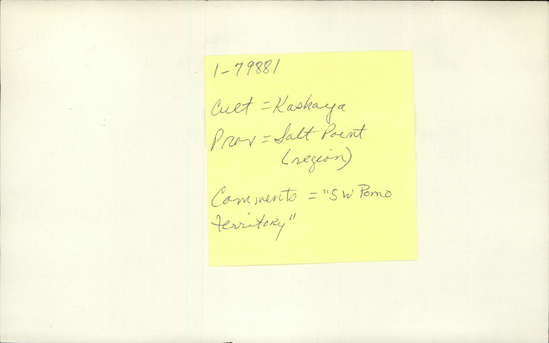 1-79881
Cult = Kashaya
Prov = Salt Point
(region)
Comments = "SW Pomo
territory"